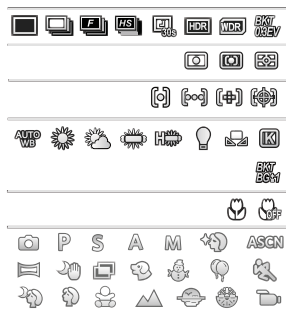 F HS 30s HDR WDR BKT 0.3EV
AUTO WB H K
BKT BG±1
OFF
P S A M ASCN